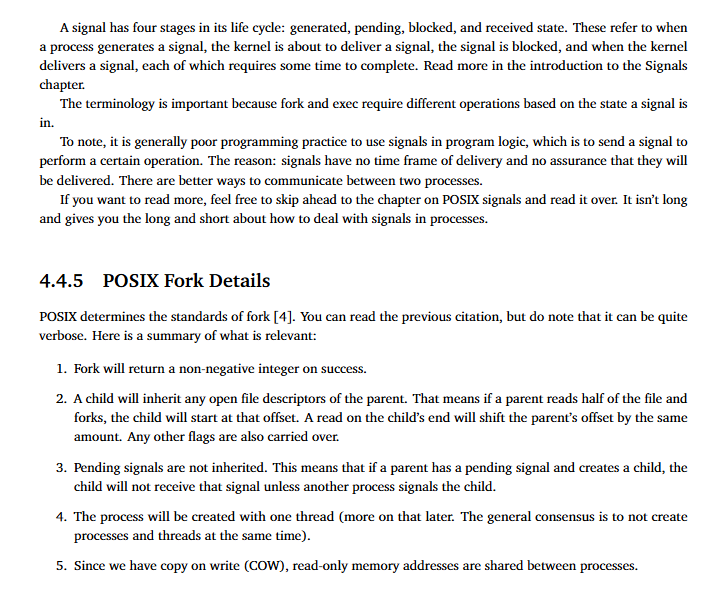 A signal has four stages in its life cycle: generated, pending, blocked, and received state. These refer to when
a process generates a signal, the kernel is about to deliver a signal, the signal is blocked, and when the kernel
delivers a signal, each of which requires some time to complete. Read more in the introduction to the Signals
chapter.
The terminology is important because fork and exec require different operations based on the state a signal is
in.
To note, it is generally poor programming practice to use signals in program logic, which is to send a signal to
perform a certain operation. The reason: signals have no time frame of delivery and no assurance that they will
be delivered. There are better ways to communicate between two processes.
If you want to read more, feel free to skip ahead to the chapter on POSIX signals and read it over. It isn’t long
and gives you the long and short about how to deal with signals in processes.
4.4.5 POSIX Fork Details
POSIX determines the standards of fork [4]. You can read the previous citation, but do note that it can be quite
verbose. Here is a summary of what is relevant:
1. Fork will return a non-negative integer on success.
2. A child will inherit any open file descriptors of the parent. That means if a parent reads half of the file and
forks, the child will start at that offset. A read on the child’s end will shift the parent’s offset by the same
amount. Any other flags are also carried over.
3. Pending signals are not inherited. This means that if a parent has a pending signal and creates a child, the
child will not receive that signal unless another process signals the child.
4. The process will be created with one thread (more on that later. The general consensus is to not create
processes and threads at the same time).
5. Since we have copy on write (COW), read-only memory addresses are shared between processes.